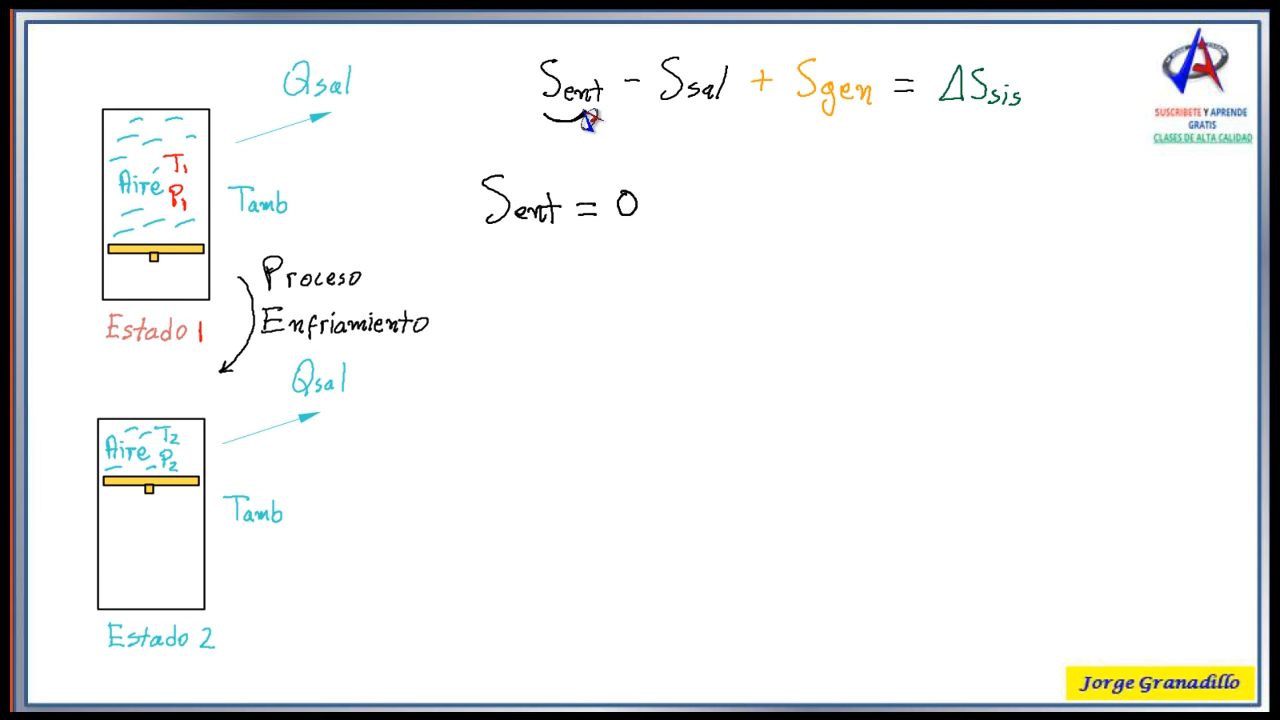 Qsal
Sent - Ssal + Sgen = ΔSsis
SUSCRIBETE Y APRENDE
GRATIS
CLASES DE ALTA CALIDAD
Aire T1
P1
Tamb
Sent = 0
Proceso
Enfriamiento
Estado 1
Qsal
Aire T2
P2
Tamb
Estado 2
Jorge Granadillo